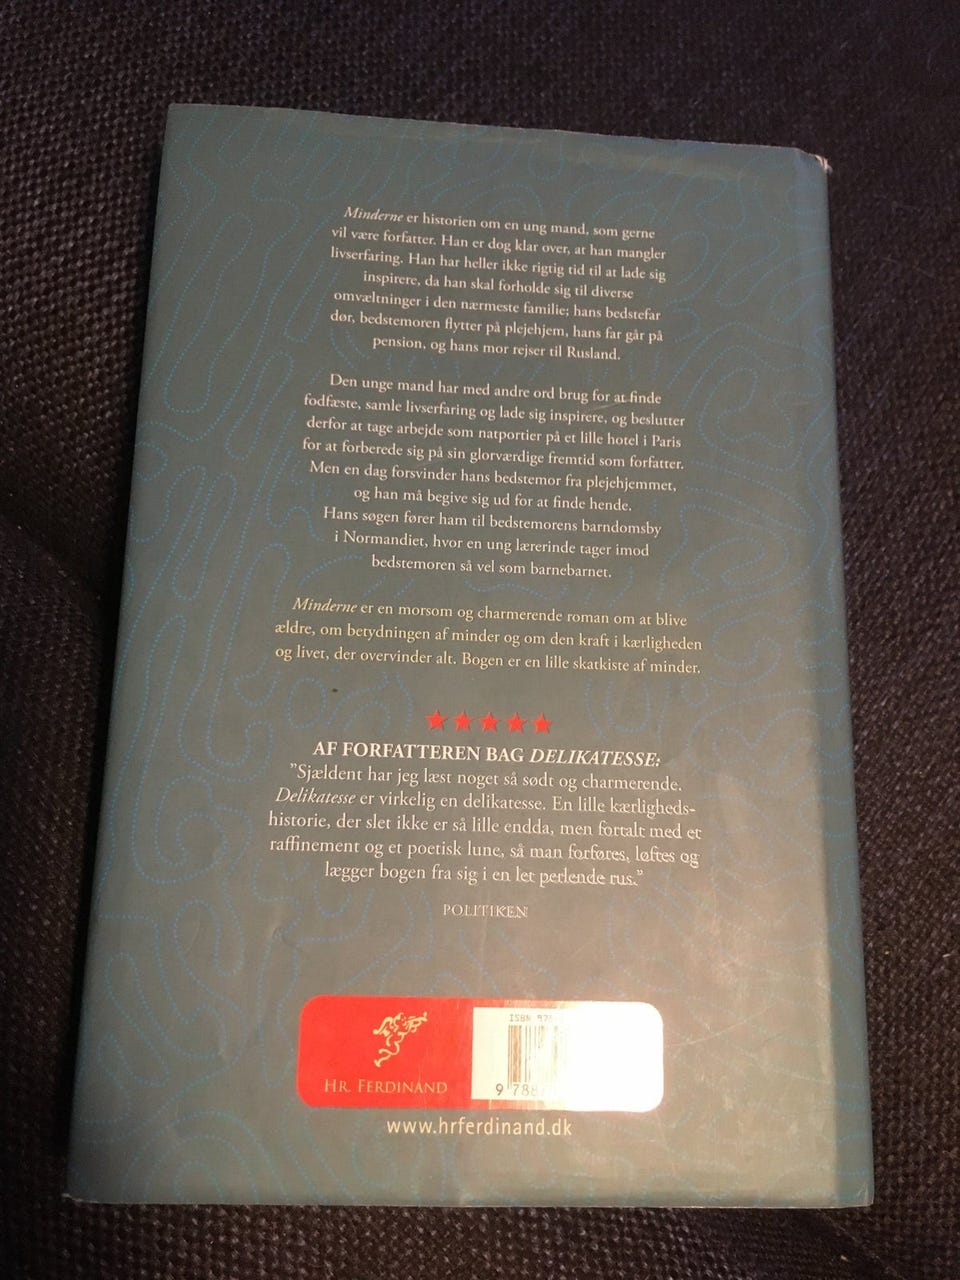 Minderne er historien om en ung mand, som gerne
vil være forfatter. Han er dog klar over, at han mangler
livserfaring. Han har heller ikke rigtig tid til at lade sig
inspirere, da han skal forholde sig til diverse
omvæltninger i den nærmeste familie; hans bedstefar
dør, bedstemoren flytter på plejehjem, hans far går på
pension, og hans mor rejser til Rusland.
Den unge mand har med andre ord brug for at finde
fodfæste, samle livserfaring og lade sig inspirere, og beslutter
derfor at tage arbejde som natportier på et lille hotel i Paris
for at forberede sig på sin glorværdige fremtid som forfatter.
Men en dag forsvinder hans bedstemor fra plejehjemmet,
og han må begive sig ud for at finde hende.
Hans søgen fører ham til bedstemorens barndomsby
i Normandiet, hvor en ung lærerinde tager imod
bedstemoren så vel som barnebarnet.
Minderne er en morsom og charmerende roman om at blive
ældre, om betydningen af minder og om den kraft i kærligheden
og livet, der overvinder alt. Bogen er en lille skatkiste af minder.
AF FORFATTEREN BAG DELIKATESSE:
"Sjældent har jeg læst noget så sødt og charmerende.
Delikatesse er virkelig en delikatesse. En lille kærligheds-
historie, der slet ikke er så lille endda, men fortalt med et
raffinement og et poetisk lune, så man forføres, løftes og
lægger bogen fra sig i en let perlende rus."
POLITIKEN
ISBN
9 788
HR. FERDINAND
www.hrferdinand.dk